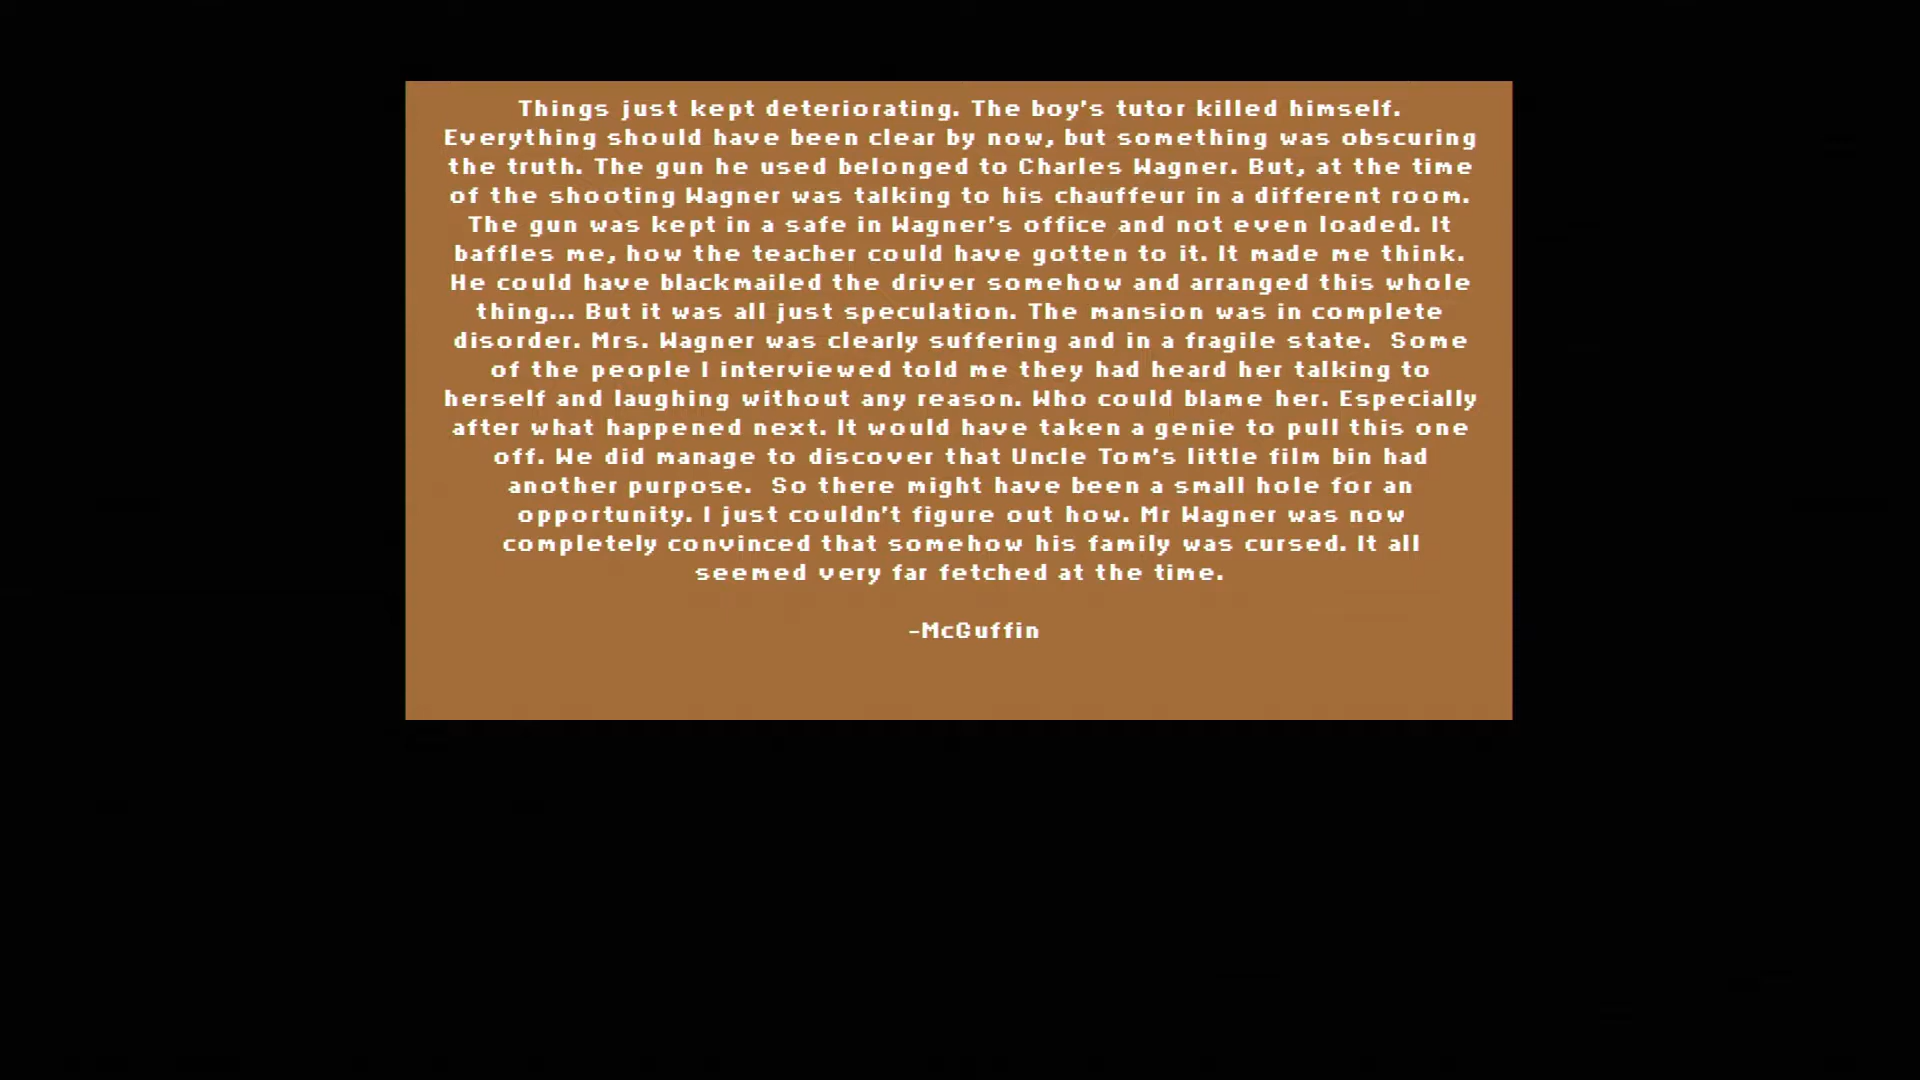 Things just kept deteriorating. The boy's tutor killed himself.
Everything should have been clear by now, but something was obscuring
the truth. The gun he used belonged to Charles Wagner. But, at the time
of the shooting Wagner was talking to his chauffeur in a different room.
The gun was kept in a safe in Wagner's office and not even loaded. It
baffles me, how the teacher could have gotten to it. It made me think.
He could have blackmailed the driver somehow and arranged this whole
thing... But it was all just speculation. The mansion was in complete
disorder. Mrs. Wagner was clearly suffering and in a fragile state.  Some
of the people I interviewed told me they had heard her talking to
herself and laughing without any reason. Who could blame her. Especially
after what happened next. It would have taken a genie to pull this one
off. We did manage to discover that Uncle Tom's little film bin had
another purpose.  So there might have been a small hole for an
opportunity. I just couldn't figure out how. Mr Wagner was now
completely convinced that somehow his family was cursed. It all
seemed very far fetched at the time.
-McGuffin